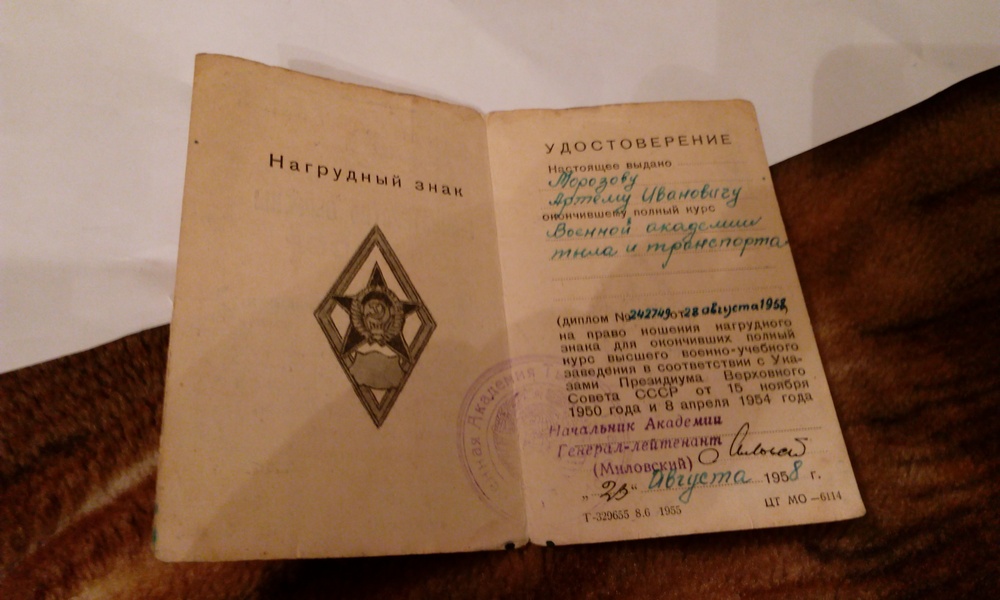 Нагрудный знак
УДОСТОВЕРЕНИЕ
Настоящее выдано
Морозову
Артему Ивановичу
окончившему полный курс
Военной академии
тыла и транспорта
(диплом № 242749 от 28 августа 1958)
на право ношения нагрудного
знака для окончивших полный
курс высшего военно-учебного
заведения в соответствии с Ука-
зами Президиума Верховного
Совета СССР от 15 ноября
1950 года и 8 апреля 1954 года
Начальник Академии
Генерал-лейтенант
(Миловский)
Августа 1958 г.
Т-329655 8.6 1955
ЦТ МО —6114
Академия